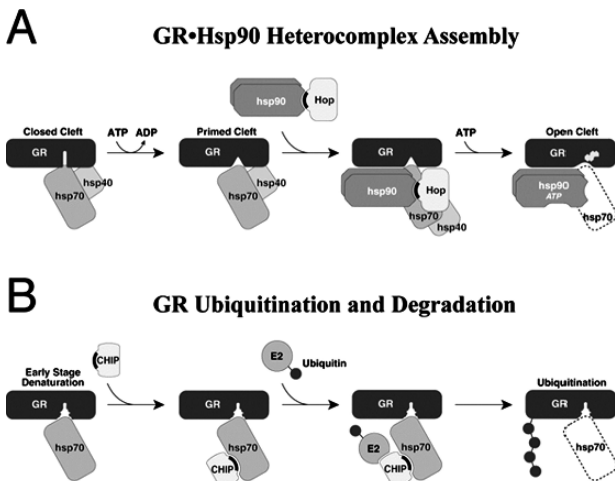 A
GR•Hsp90 Heterocomplex Assembly
hsp90
Hop
Closed Cleft
ATP ADP
Primed Cleft
ATP
Open Cleft
GR
GR
GR
GR
hsp40
hsp70
hsp40
hsp70
hsp90
Hop
hsp70
hsp40
hsp90
ATP
hsp70
B
GR Ubiquitination and Degradation
CHIP
E2
Ubiquitin
Early Stage
Denaturation
Ubiquitination
GR
GR
GR
GR
hsp70
hsp70
E2
hsp70
hsp70
CHIP
CHIP